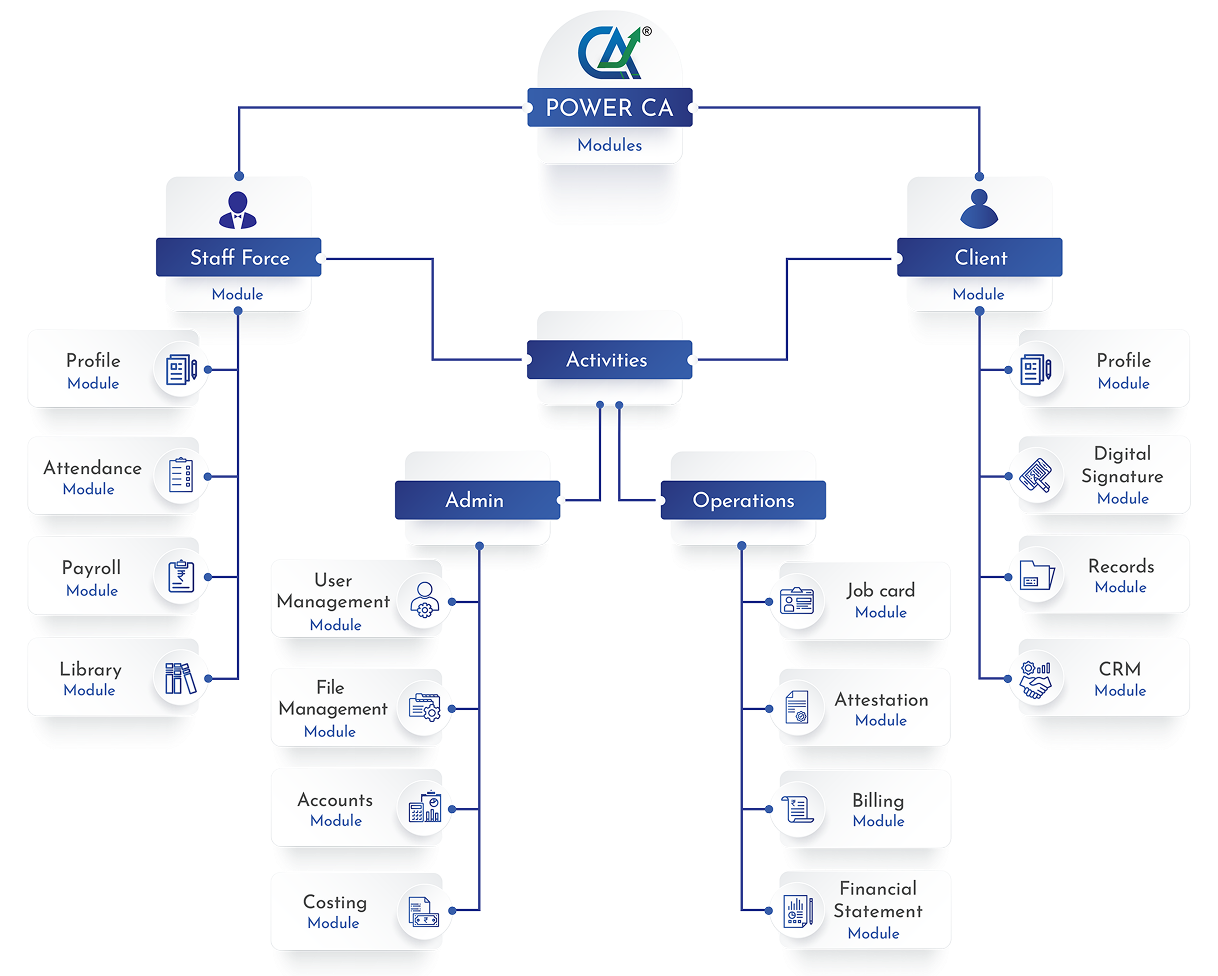 CA®
POWER CA
Modules
Staff Force
Module
Client
Module
Activities
Profile
Module
Attendance
Module
Payroll
Module
Library
Module
Admin
User
Management
Module
File
Management
Module
Accounts
Module
Costing
Module
Operations
Job card
Module
Attestation
Module
Billing
Module
Financial
Statement
Module
Profile
Module
Digital
Signature
Module
Records
Module
CRM
Module